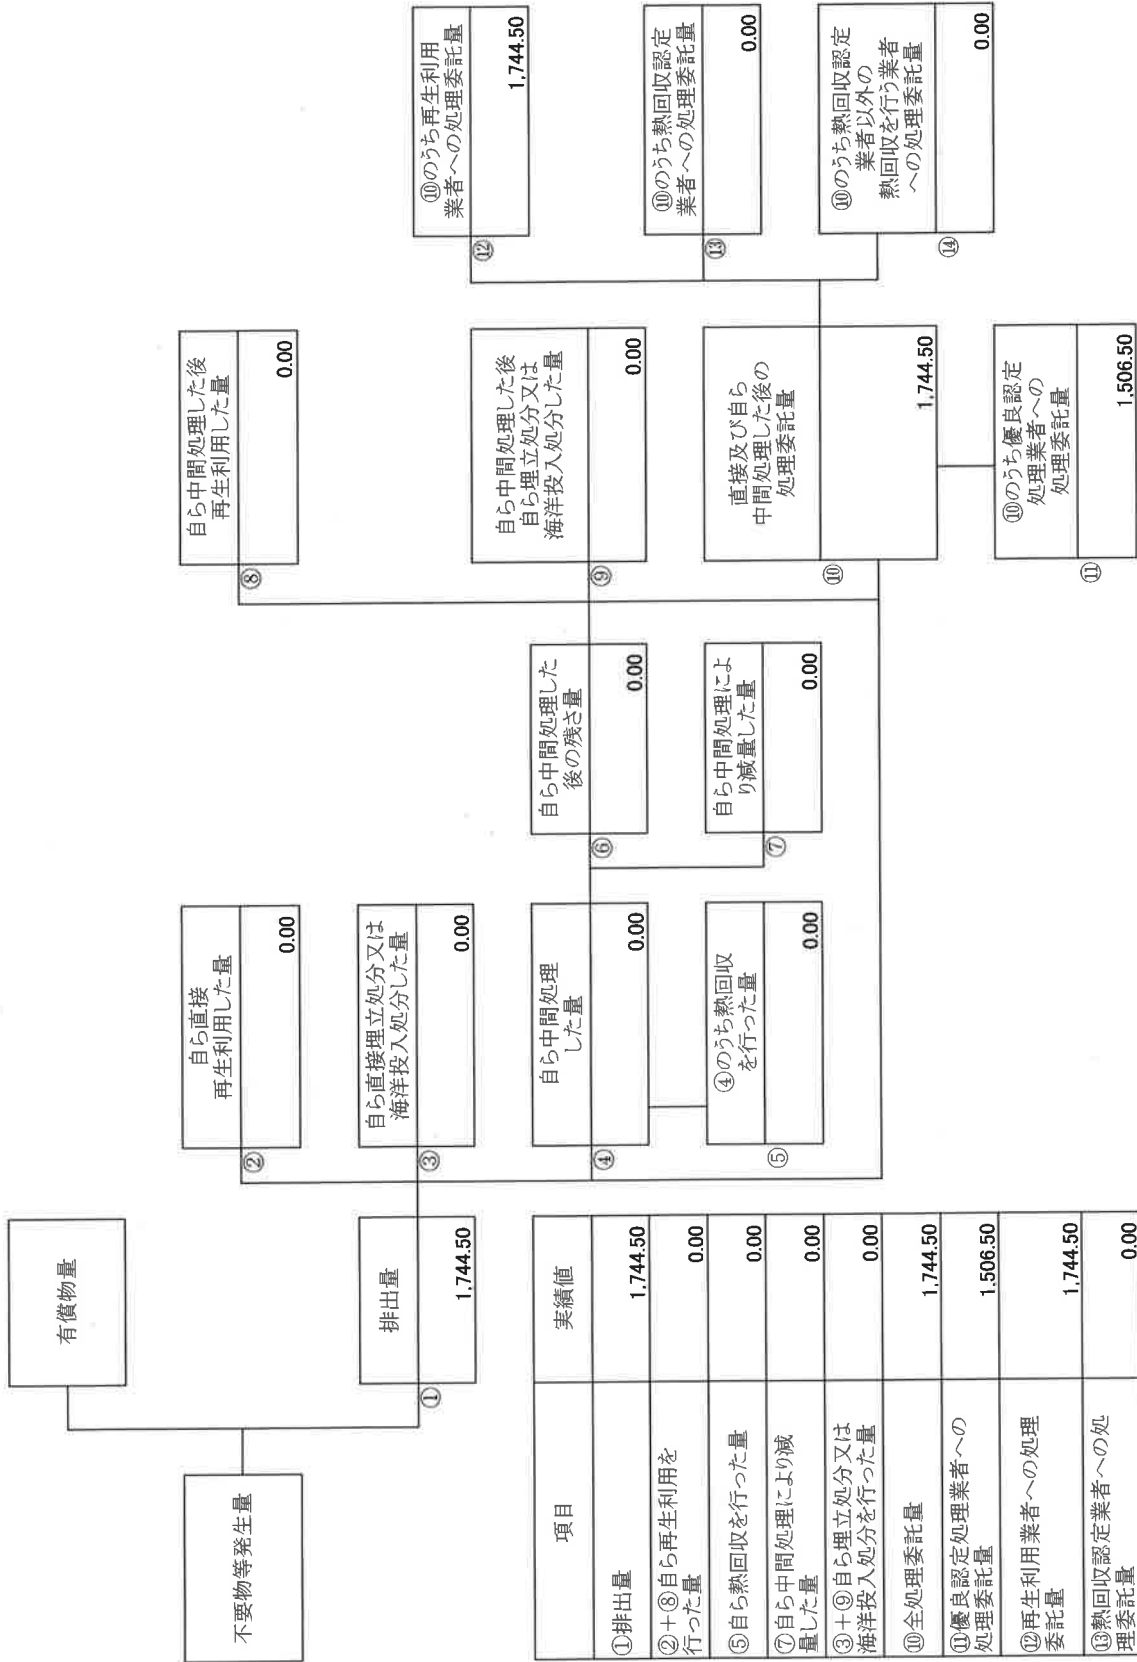 不要物等発生量
有償物量
排出量
①
1,744.50
自ら直接
再生利用した量
②
0.00
自ら直接埋立処分又は
海洋投入処分した量
③
0.00
自ら中間処理
した量
④
0.00
④のうち熱回収
を行った量
⑤
0.00
自ら中間処理した
後の残さ量
⑥
0.00
自ら中間処理によ
り減量した量
⑦
0.00
自ら中間処理した後
再生利用した量
⑧
0.00
自ら中間処理した後
自ら埋立処分又は
海洋投入処分した量
⑨
0.00
直接及び自ら
中間処理した後の
処理委託量
⑩
1,744.50
⑩のうち優良認定
処理業者への
処理委託量
⑪
1,506.50
⑩のうち再生利用
業者への処理委託量
⑫
1,744.50
⑩のうち熱回収認定
業者への処理委託量
⑬
0.00
⑩のうち熱回収認定
業者以外の
熱回収を行う業者
への処理委託量
⑭
0.00
項目 実績値
①排出量 1,744.50
②+⑧自ら再生利用を
行った量 0.00
⑤自ら熱回収を行った量 0.00
⑦自ら中間処理により減
量した量 0.00
③+⑨自ら埋立処分又は
海洋投入処分を行った量 0.00
⑩全処理委託量 1,744.50
⑪優良認定処理業者への
処理委託量 1,506.50
⑫再生利用業者への処理
委託量 1,744.50
⑬熱回収認定業者への処
理委託量 0.00